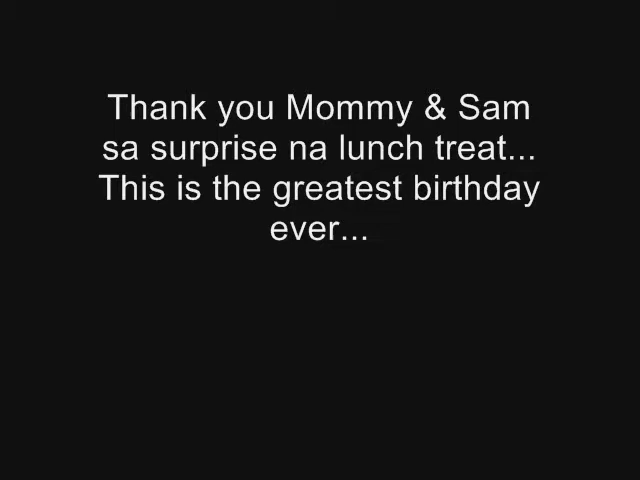 Thank you Mommy & Sam
sa surprise na lunch treat...
This is the greatest birthday
ever...